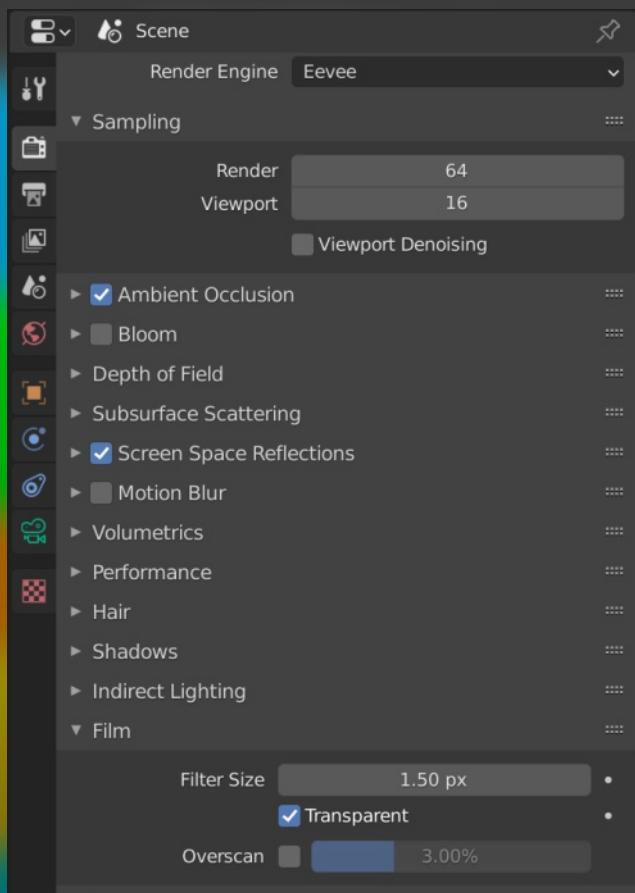 Scene
Render Engine Eevee
Sampling
Render 64
Viewport 16
Viewport Denoising
Ambient Occlusion
Bloom
Depth of Field
Subsurface Scattering
Screen Space Reflections
Motion Blur
Volumetrics
Performance
Hair
Shadows
Indirect Lighting
Film
Filter Size 1.50 px
Transparent
Overscan 3.00%